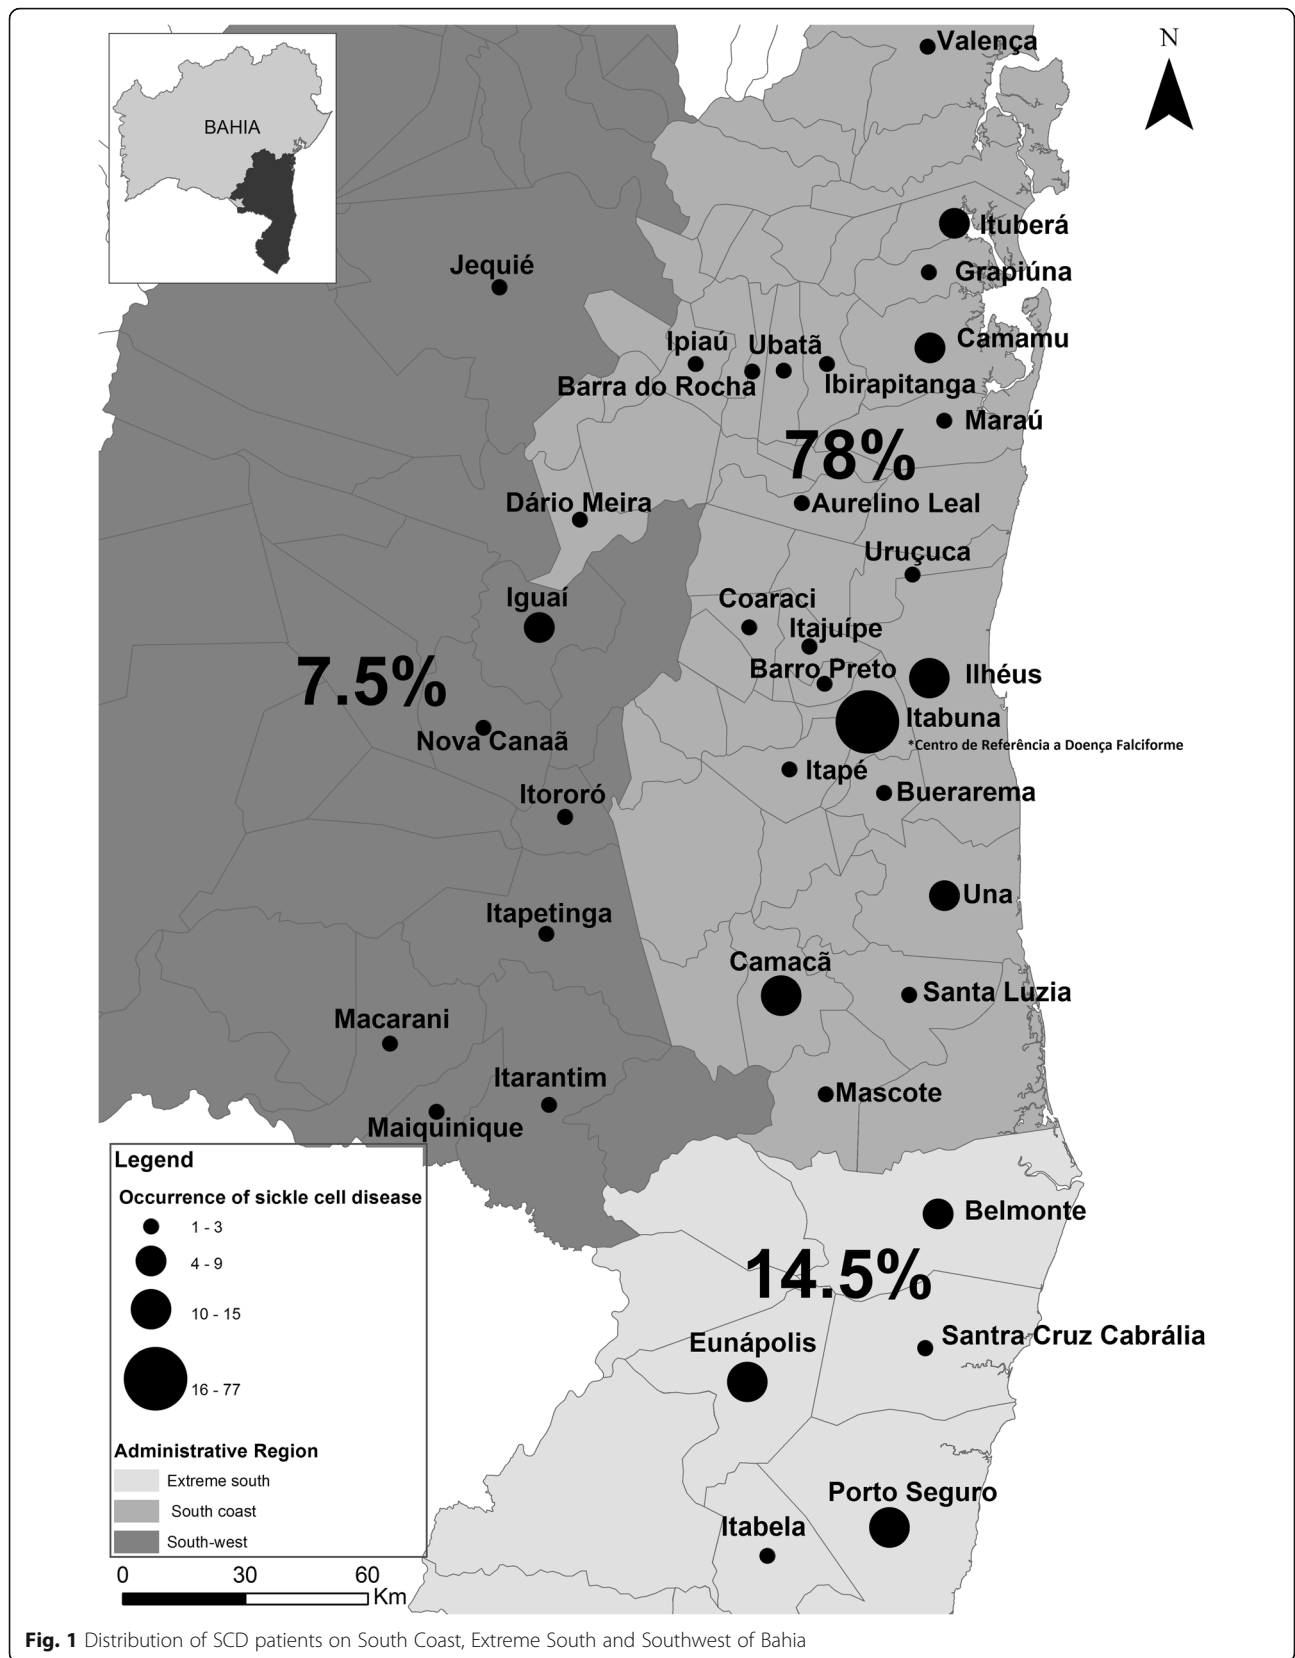 Valença
N
BAHIA
Ituberá
Jequié
Grapiúna
Ipiaú
Ubatã
Camamu
Barra do Rocha
Ibirapitanga
Maraú
78%
Dário Meira
Aurelino Leal
Uruçuca
Iguaí
Coaraci
Itajuípe
7.5%
Barro Preto
Ilhéus
Itabuna
*Centro de Referência a Doença Falciforme
Nova Canaã
Itapé
Itororó
Buerarema
Una
Itapetinga
Camacã
Santa Luzia
Macarani
Itarantim
Mascote
Maiquinique
Legend
Occurrence of sickle cell disease
1 - 3
4 - 9
10 - 15
16 - 77
Belmonte
14.5%
Santra Cruz Cabrália
Eunápolis
Administrative Region
Extreme south
South coast
South-west
Porto Seguro
Itabela
0 30 60
Km
Fig. 1 Distribution of SCD patients on South Coast, Extreme South and Southwest of Bahia